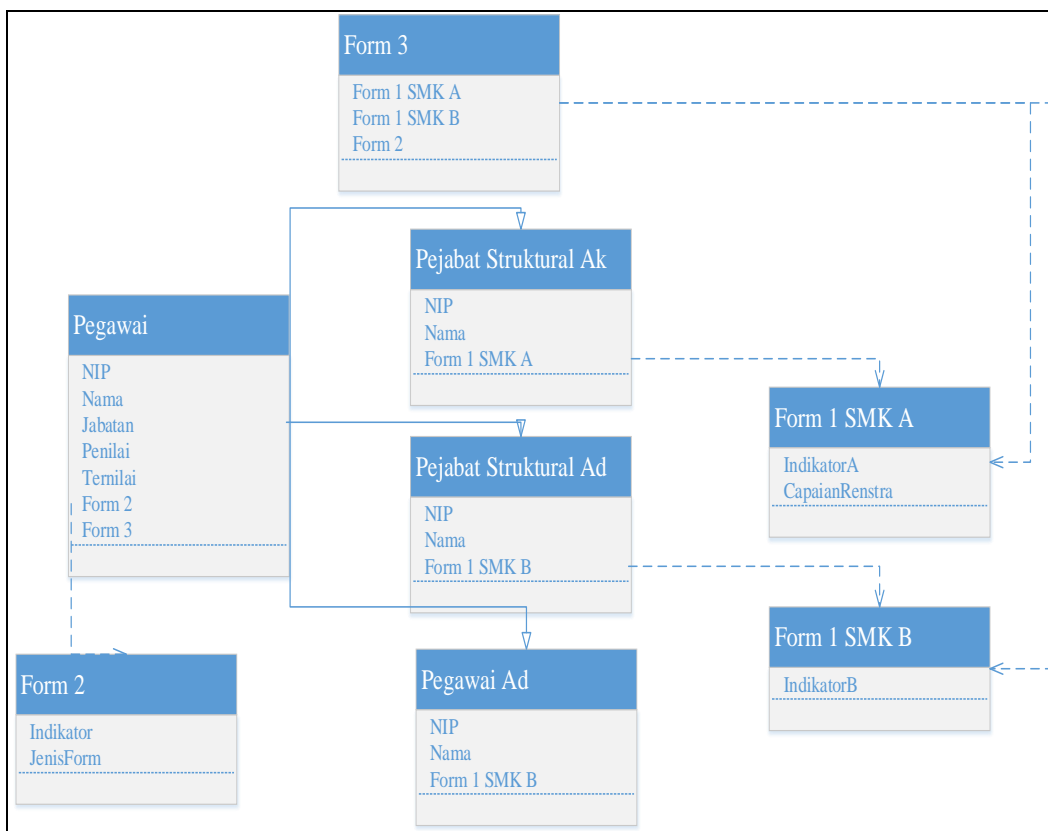 Form 3
Form 1 SMK A
Form 1 SMK B
Form 2
Pejabat Struktural Ak
NIP
Nama
Form 1 SMK A
Pegawai
NIP
Nama
Jabatan
Penilai
Ternilai
Form 2
Form 3
Form 1 SMK A
IndikatorA
CapaianRenstra
Pejabat Struktural Ad
NIP
Nama
Form 1 SMK B
Form 1 SMK B
IndikatorB
Form 2
Indikator
JenisForm
Pegawai Ad
NIP
Nama
Form 1 SMK B